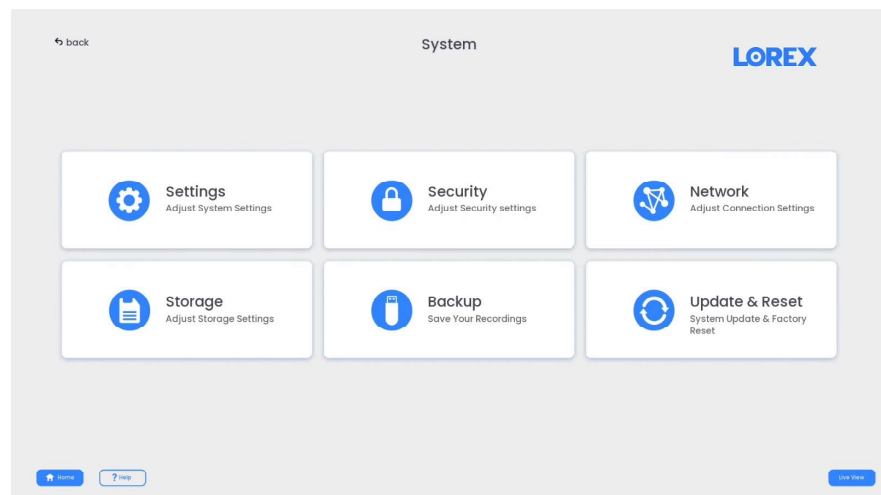 back
System
LOREX
Settings
Adjust System Settings
Security
Adjust Security settings
Network
Adjust Connection Settings
Storage
Adjust Storage Settings
Backup
Save Your Recordings
Update & Reset
System Update & Factory
Reset
Home
? Help
Live View